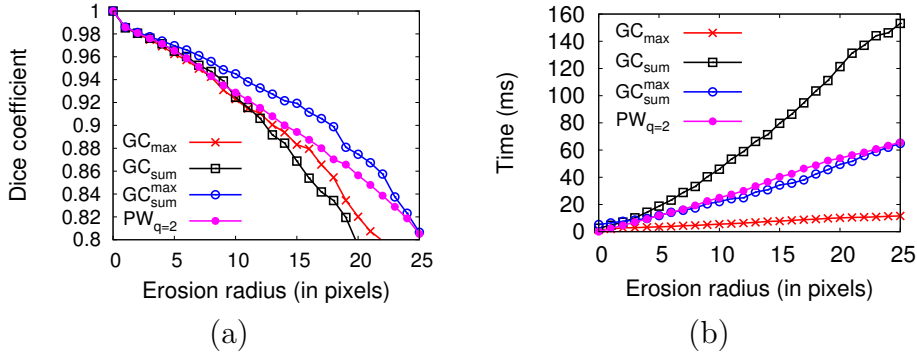 Dice coefficient
1
0.98
0.96
0.94
0.92
0.9
0.88
0.86
0.84
0.82
0.8
GCmax
GCsum
GCmaxsum
PWq=2
0 5 10 15 20 25
Erosion radius (in pixels)
(a)
Time (ms)
160
140
120
100
80
60
40
20
0
GCmax
GCsum
GCmaxsum
PWq=2
0 5 10 15 20 25
Erosion radius (in pixels)
(b)